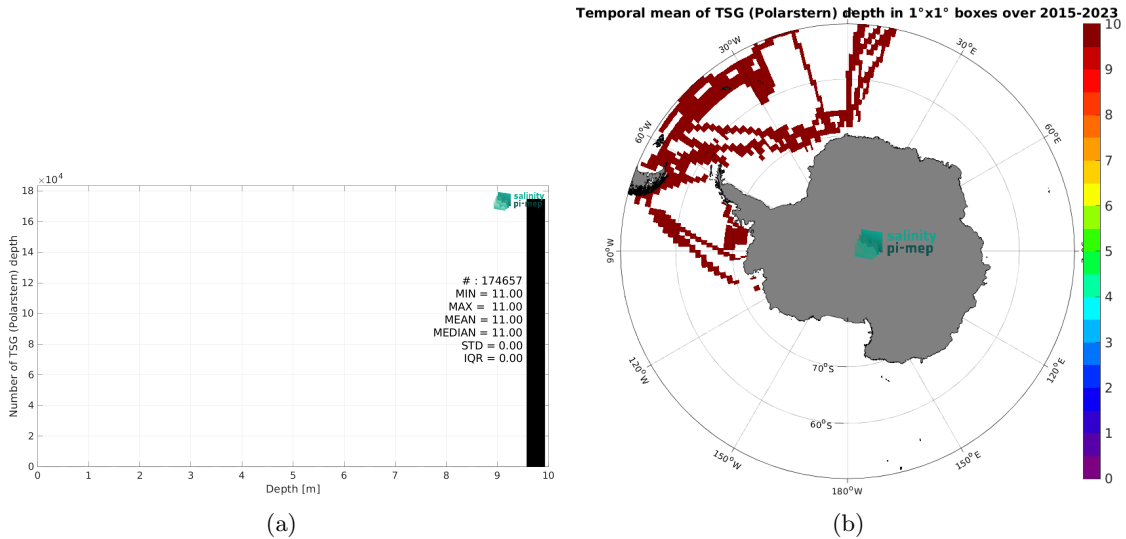 Temporal mean of TSG (Polarstern) depth in 1°x1° boxes over 2015-2023
×10⁴
18
16
14
12
10
8
6
4
2
0
Number of TSG (Polarstern) depth
salinity
pi-mep
# : 174657
MIN = 11.00
MAX = 11.00
MEAN = 11.00
MEDIAN = 11.00
STD = 0.00
IQR = 0.00
0 1 2 3 4 5 6 7 8 9 10
Depth [m]
(a)
30°W
30°E
60°W
60°E
90°W
salinity
pi-mep
120°W
120°E
70°S
60°S
150°W
150°E
180°W
10
9
8
7
6
5
4
3
2
1
0
(b)